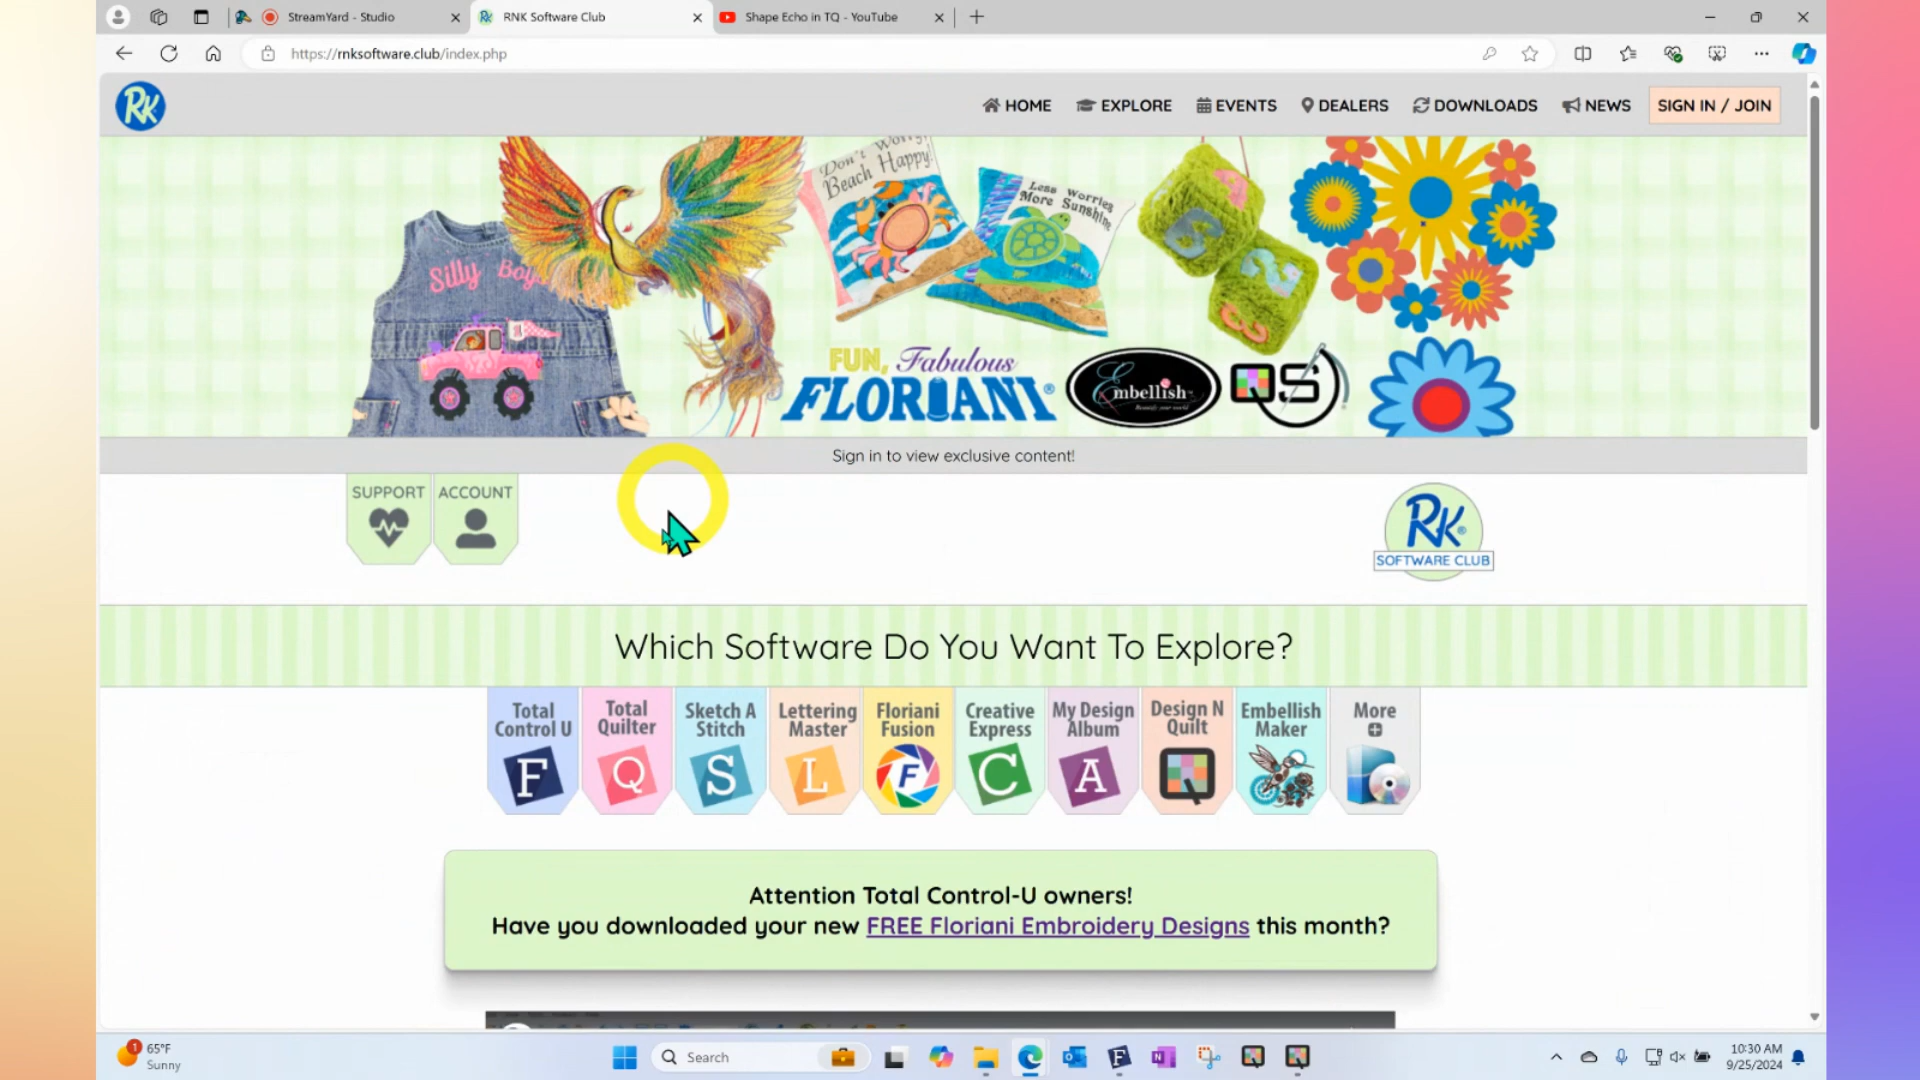 StreamYard - Studio
RNK Software Club
Shape Echo in TQ - YouTube
https://rnksoftware.club/index.php
RK
HOME
EXPLORE
EVENTS
DEALERS
DOWNLOADS
NEWS
SIGN IN / JOIN
Silly Boy
Don't Worry
Beach Happy!
Less Worries
More Sunshine
FUN, Fabulous
FLORIANI®
Embellish
QS
Sign in to view exclusive content!
SUPPORT
ACCOUNT
RK
SOFTWARE CLUB
Which Software Do You Want To Explore?
Total
Control U
F
Total
Quilter
Q
Sketch A
Stitch
S
Lettering
Master
L
Floriani
Fusion
F
Creative
Express
C
My Design
Album
A
Design N
Quilt
Q
Embellish
Maker
More
Attention Total Control-U owners!
Have you downloaded your new FREE Floriani Embroidery Designs this month?
1
65°F
Sunny
Search
10:30 AM
9/25/2024